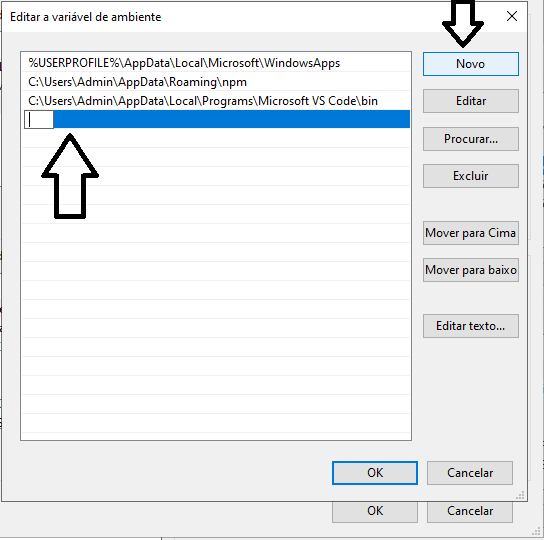 Editar a variável de ambiente
%USERPROFILE%\AppData\Local\Microsoft\WindowsApps
C:\Users\Admin\AppData\Roaming\npm
C:\Users\Admin\AppData\Local\Programs\Microsoft VS Code\bin
Novo
Editar
Procurar...
Excluir
Mover para Cima
Mover para baixo
Editar texto...
OK
Cancelar
OK
Cancelar